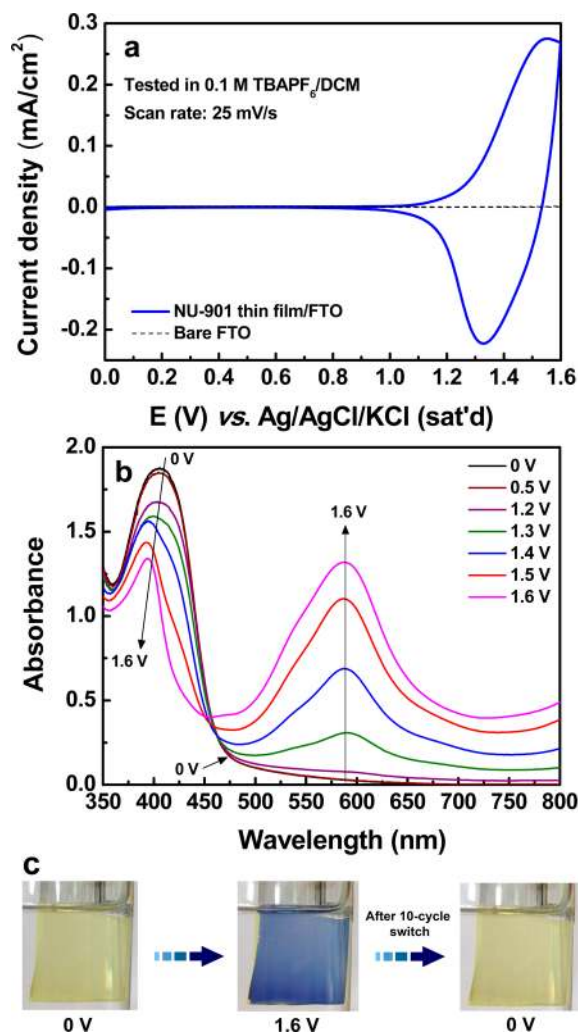 a
Tested in 0.1 M TBAPF6/DCM
Scan rate: 25 mV/s
0.3
0.2
0.1
0.0
-0.1
-0.2
Current density (mA/cm2)
NU-901 thin film/FTO
Bare FTO
0.0 0.2 0.4 0.6 0.8 1.0 1.2 1.4 1.6
E (V) vs. Ag/AgCl/KCl (sat'd)
b
2.0
1.5
1.0
0.5
0.0
Absorbance
0 V
1.6 V
0 V
1.6 V
0 V
0.5 V
1.2 V
1.3 V
1.4 V
1.5 V
1.6 V
350 400 450 500 550 600 650 700 750 800
Wavelength (nm)
c
After 10-cycle
switch
0 V 1.6 V 0 V